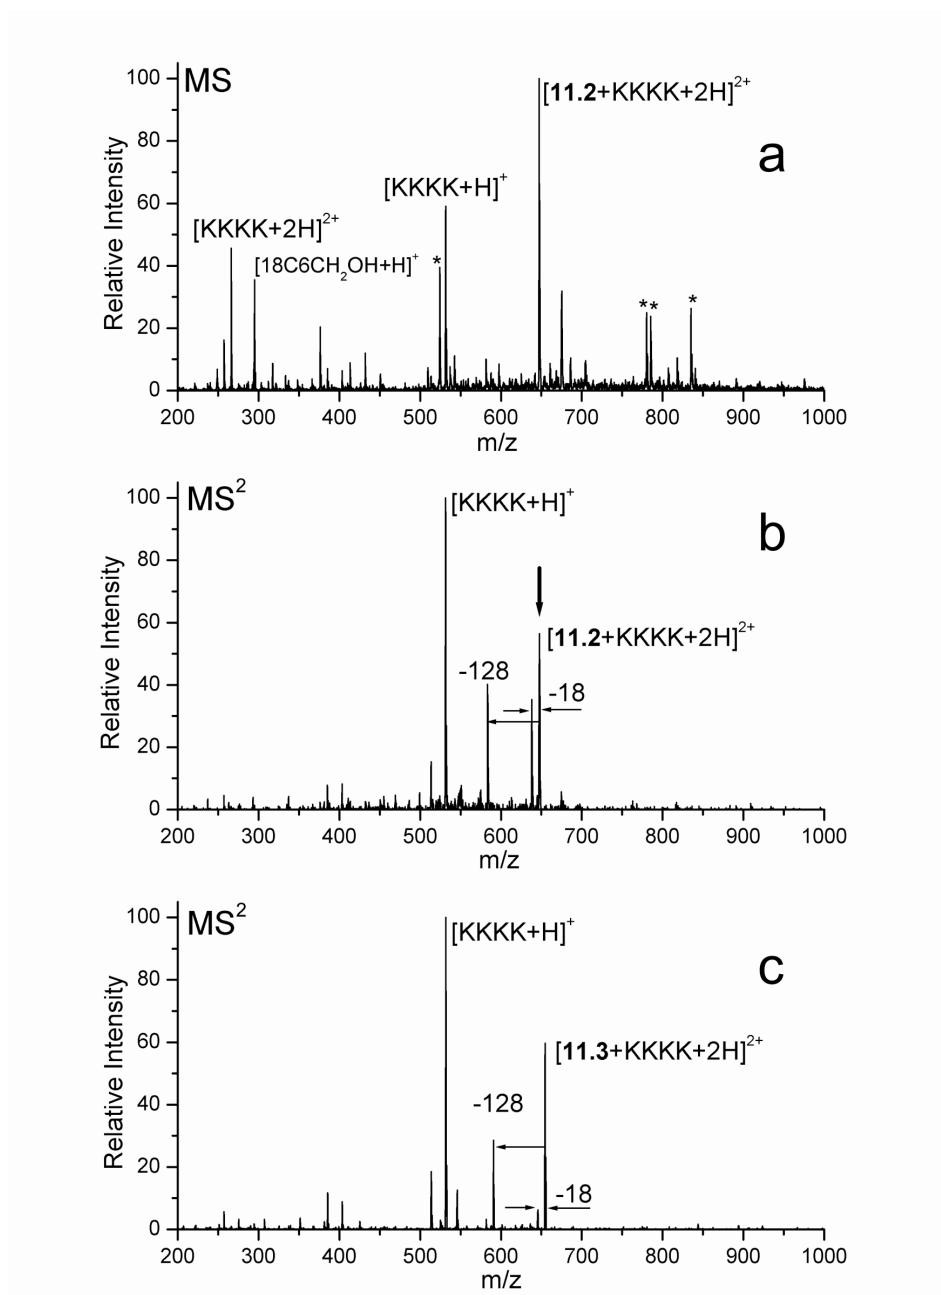 MS
a
[11.2+KKKK+2H]2+
[KKKK+H]+
[KKKK+2H]2+
[18C6CH2OH+H]+
*
* *
*
Relative Intensity
100
80
60
40
20
0
200 300 400 500 600 700 800 900 1000
m/z
MS2
b
[KKKK+H]+
[11.2+KKKK+2H]2+
-128
-18
Relative Intensity
100
80
60
40
20
0
200 300 400 500 600 700 800 900 1000
m/z
MS2
c
[KKKK+H]+
[11.3+KKKK+2H]2+
-128
-18
Relative Intensity
100
80
60
40
20
0
200 300 400 500 600 700 800 900 1000
m/z